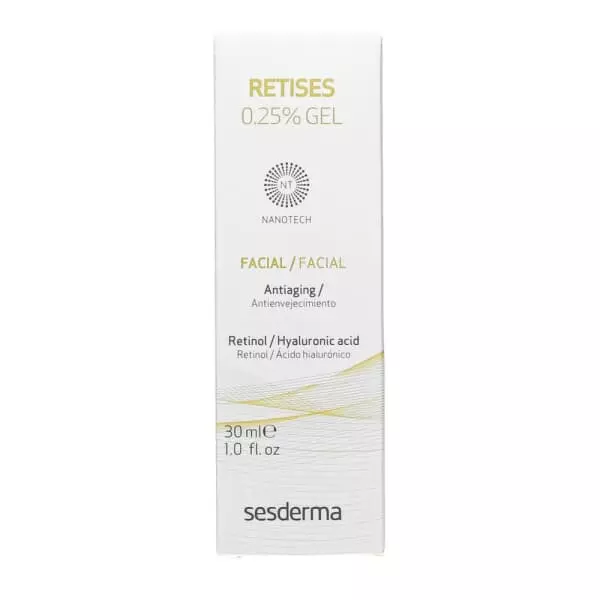 RETISES
0.25% GEL
NT
NANOTECH
FACIAL / FACIAL
Antiaging /
Antienvejecimiento
Retinol / Hyaluronic acid
Retinol / Ácido hialurónico
30 ml℮
1.0 fl. oz
sesderma